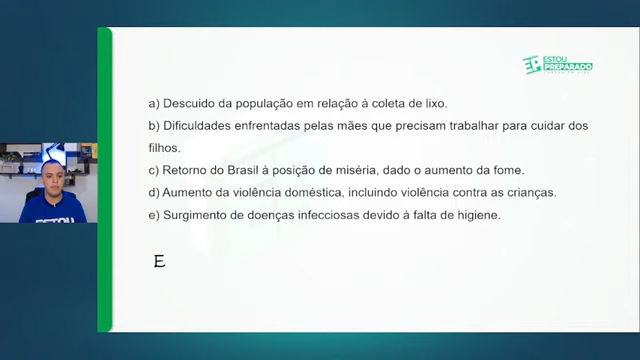 ESTOU
PREPARADO
a) Descuido da população em relação à coleta de lixo.
b) Dificuldades enfrentadas pelas mães que precisam trabalhar para cuidar dos
filhos.
c) Retorno do Brasil à posição de miséria, dado o aumento da fome.
d) Aumento da violência doméstica, incluindo violência contra as crianças.
e) Surgimento de doenças infecciosas devido à falta de higiene.
E
ESTOU